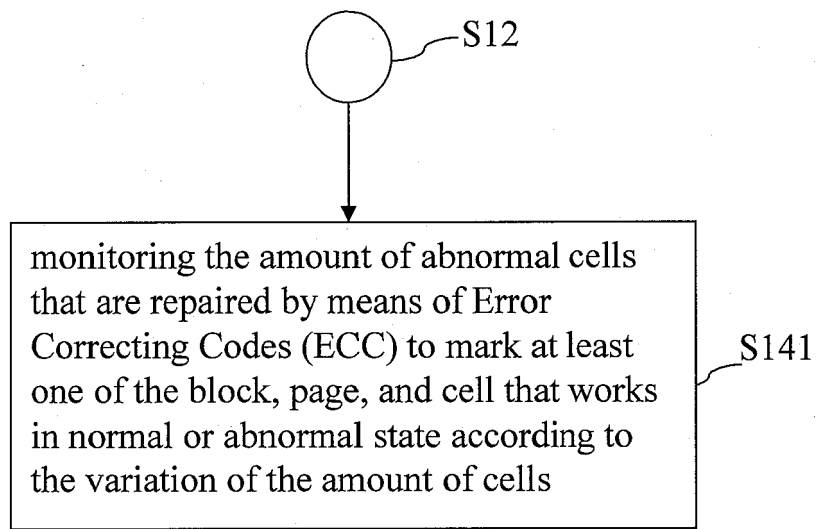 S12
monitoring the amount of abnormal cells
that are repaired by means of Error
Correcting Codes (ECC) to mark at least
one of the block, page, and cell that works
in normal or abnormal state according to
the variation of the amount of cells
S141